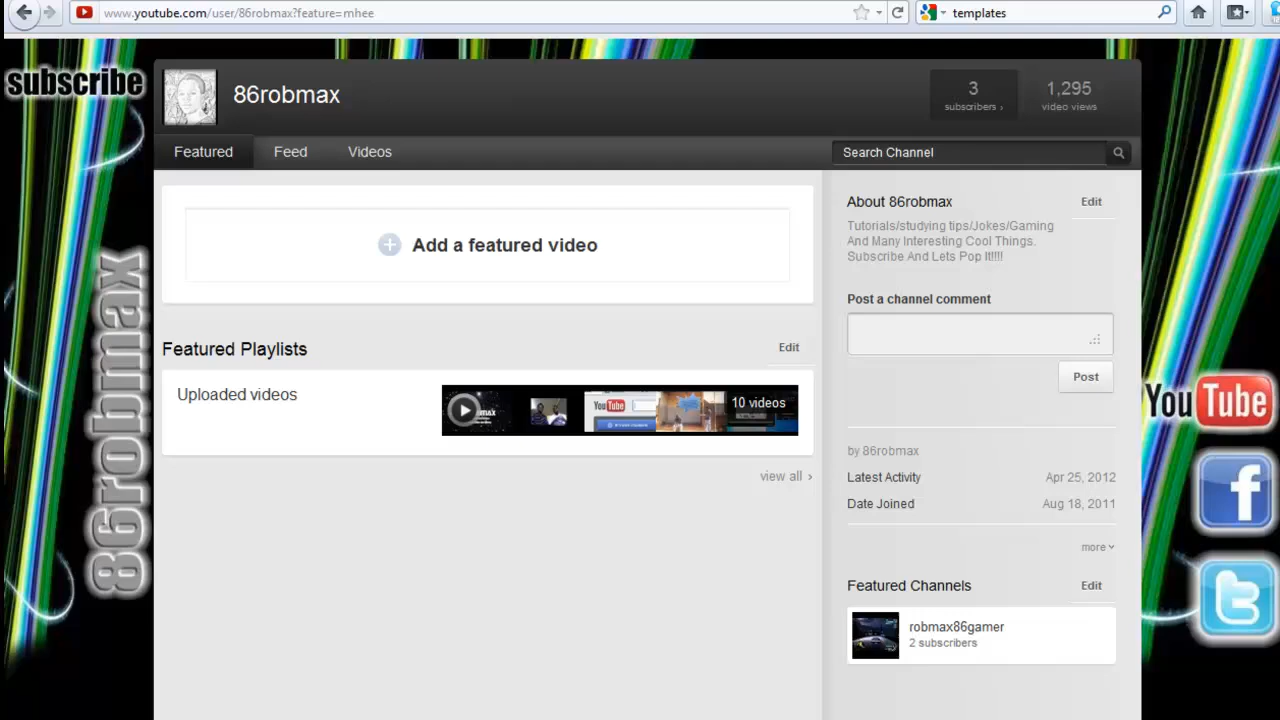 www.youtube.com/user/86robmax?feature=mhee
templates
subscribe
86robmax
3
subscribers ›
1,295
video views
Featured
Feed
Videos
Search Channel
Add a featured video
Featured Playlists
Edit
Uploaded videos
You Tube
10 videos
view all ›
About 86robmax
Edit
Tutorials/studying tips/Jokes/Gaming
And Many Interesting Cool Things.
Subscribe And Lets Pop It!!!!
Post a channel comment
Post
by 86robmax
Latest Activity
Apr 25, 2012
Date Joined
Aug 18, 2011
more
Featured Channels
Edit
robmax86gamer
2 subscribers
86robmax
You Tube
f
t